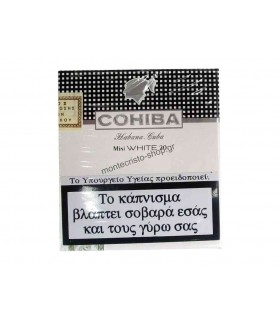 COHIBA
Habana, Cuba
Mini WHITE 20
montecristo-shop.gr
Το Υπουργείο Υγείας προειδοποιεί
Το κάπνισμα
βλάπτει σοβαρά εσάς
και τους γύρω σας